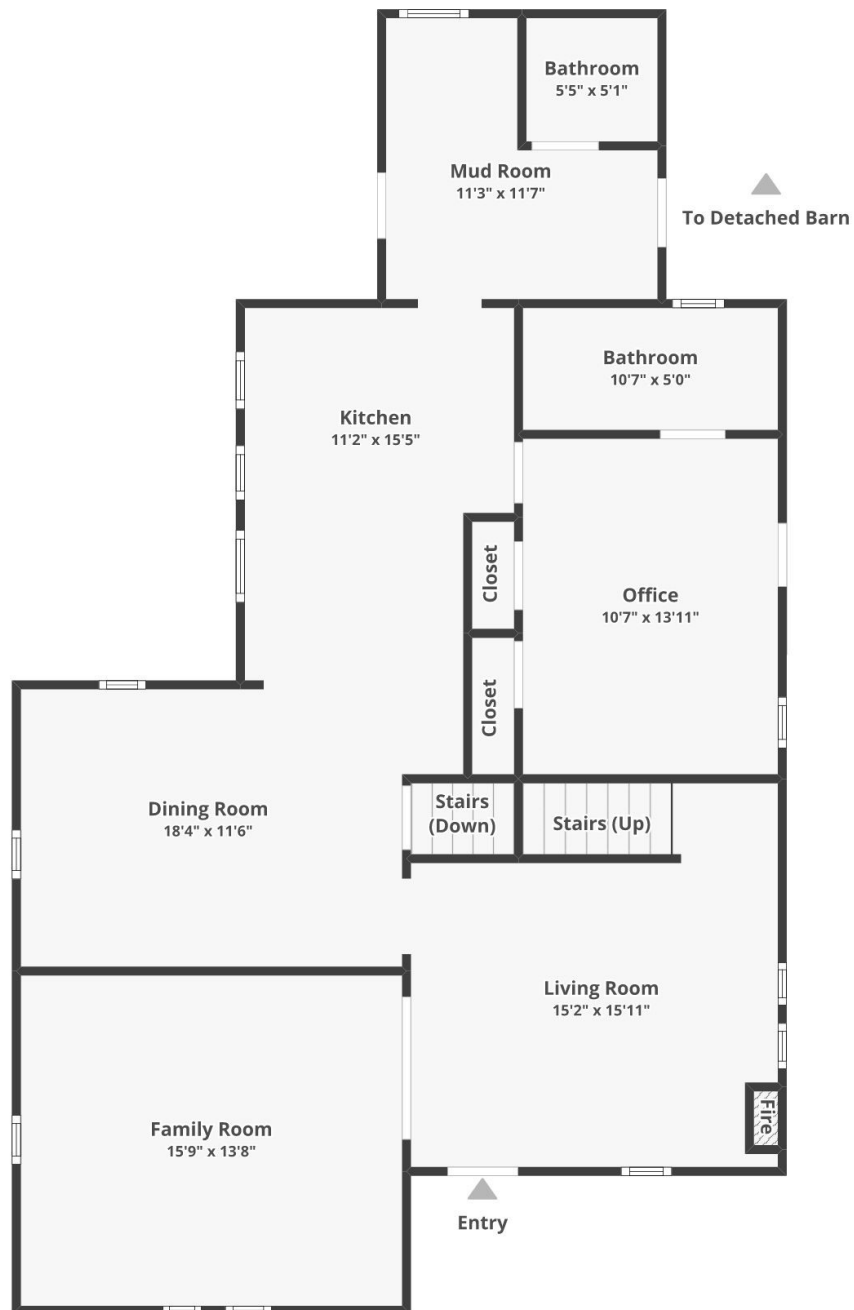 Bathroom
5'5" x 5'1"
Mud Room
11'3" x 11'7"
To Detached Barn
Bathroom
10'7" x 5'0"
Kitchen
11'2" x 15'5"
Closet
Office
10'7" x 13'11"
Closet
Dining Room
18'4" x 11'6"
Stairs
(Down)
Stairs (Up)
Living Room
15'2" x 15'11"
Fire
Family Room
15'9" x 13'8"
Entry